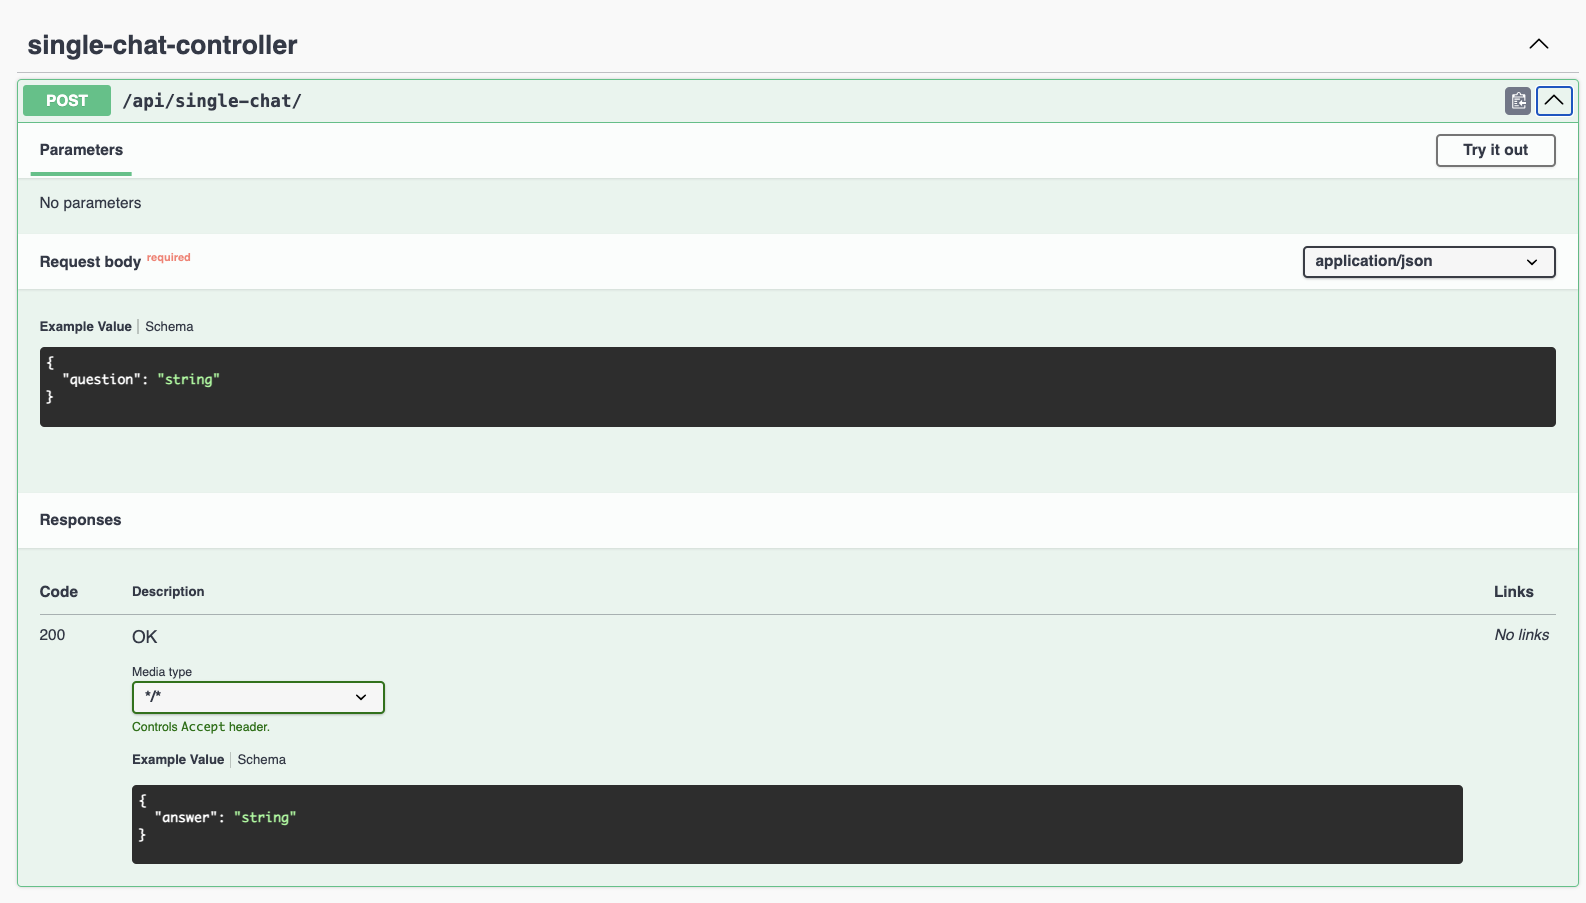 single-chat-controller
POST /api/single-chat/
Parameters Try it out
No parameters
Request body required application/json
Example Value Schema
{
"question": "string"
}
Responses
Code Description Links
200 OK No links
Media type
*/*
Controls Accept header.
Example Value Schema
{
"answer": "string"
}